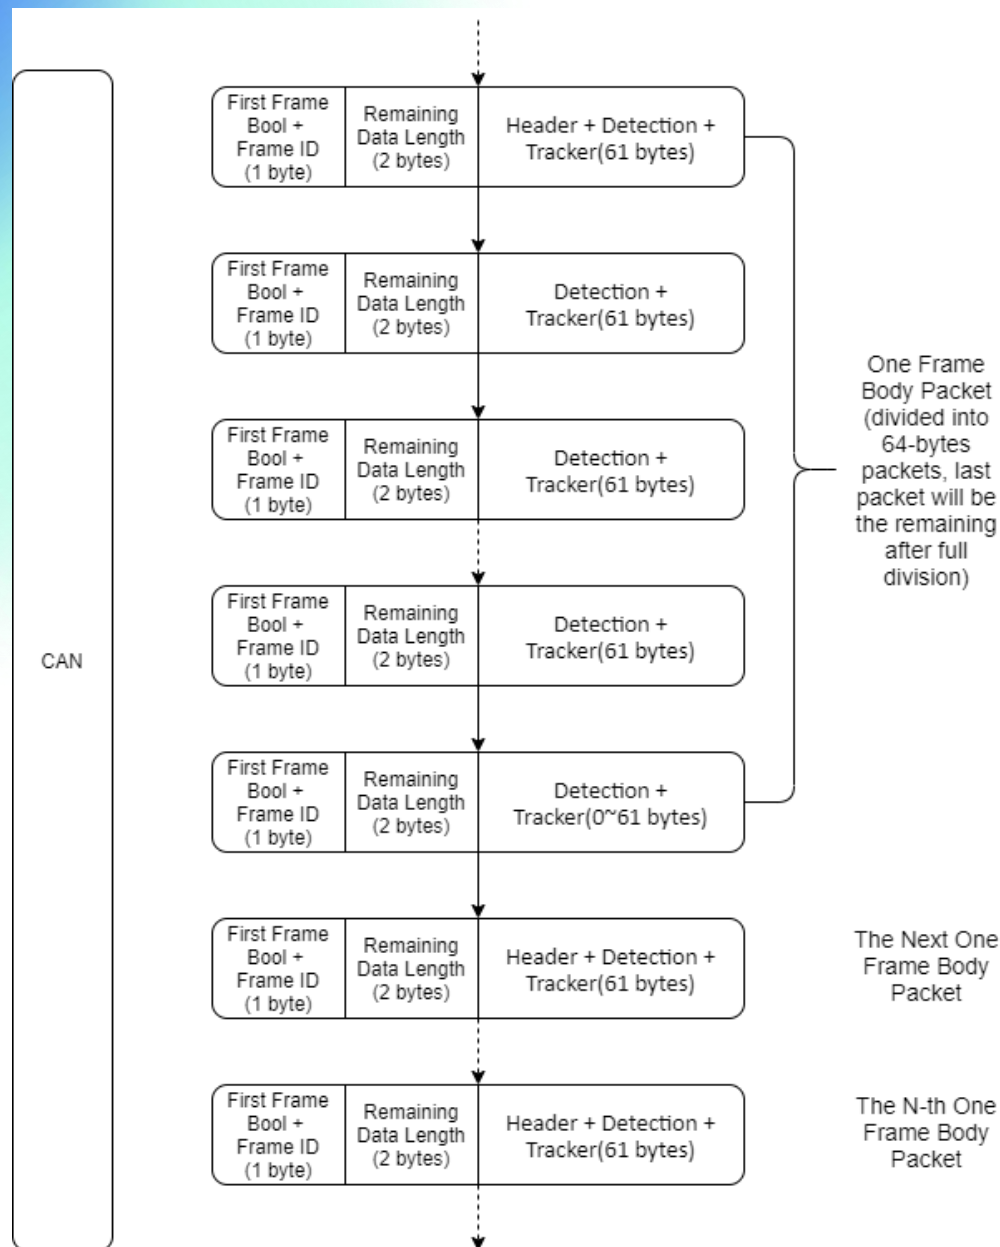 First Frame
Bool +
Frame ID
(1 byte)
Remaining
Data Length
(2 bytes)
Header + Detection +
Tracker(61 bytes)
First Frame
Bool +
Frame ID
(1 byte)
Remaining
Data Length
(2 bytes)
Detection +
Tracker(61 bytes)
First Frame
Bool +
Frame ID
(1 byte)
Remaining
Data Length
(2 bytes)
Detection +
Tracker(61 bytes)
One Frame
Body Packet
(divided into
64-bytes
packets, last
packet will be
the remaining
after full
division)
First Frame
Bool +
Frame ID
(1 byte)
Remaining
Data Length
(2 bytes)
Detection +
Tracker(61 bytes)
CAN
First Frame
Bool +
Frame ID
(1 byte)
Remaining
Data Length
(2 bytes)
Detection +
Tracker(0~61 bytes)
First Frame
Bool +
Frame ID
(1 byte)
Remaining
Data Length
(2 bytes)
Header + Detection +
Tracker(61 bytes)
The Next One
Frame Body
Packet
First Frame
Bool +
Frame ID
(1 byte)
Remaining
Data Length
(2 bytes)
Header + Detection +
Tracker(61 bytes)
The N-th One
Frame Body
Packet